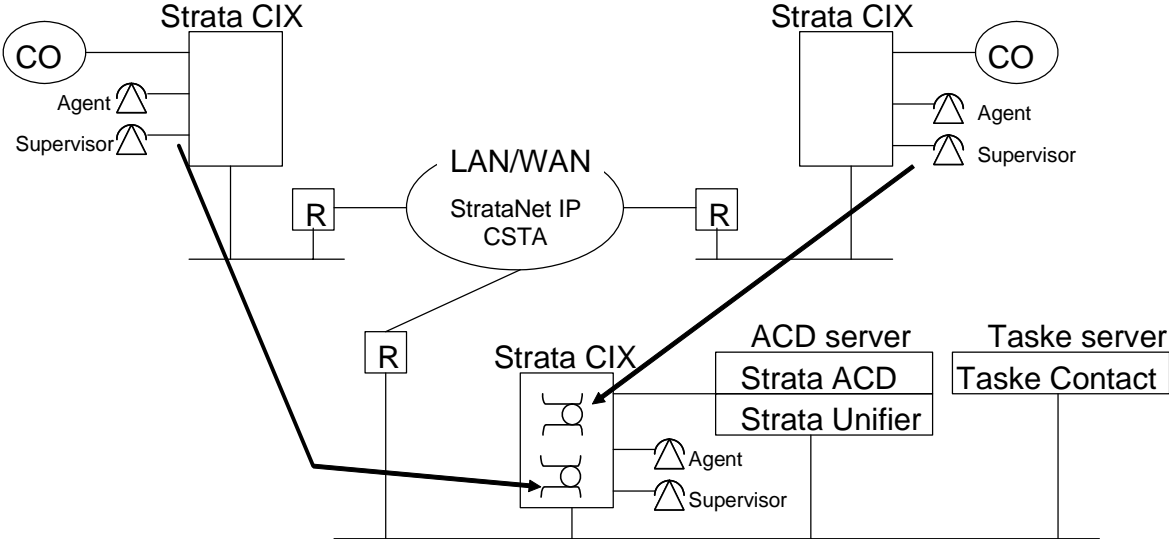 Strata CIX
Strata CIX
CO
CO
Agent
Agent
Supervisor
Supervisor
LAN/WAN
R
StrataNet IP
R
CSTA
ACD server
Taske server
R
Strata CIX
Strata ACD
Taske Contact
Strata Unifier
Agent
Supervisor